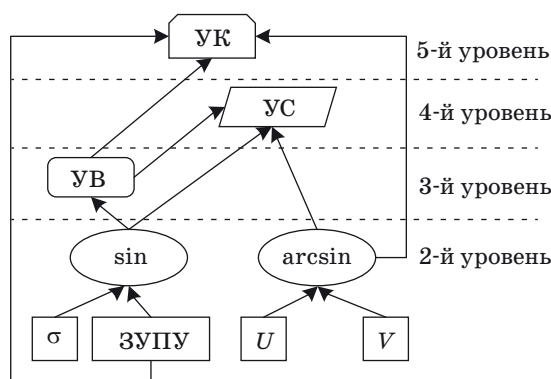 УК
5-й уровень
УС
4-й уровень
УВ
3-й уровень
sin
arcsin
2-й уровень
σ
ЗУПУ
U
V